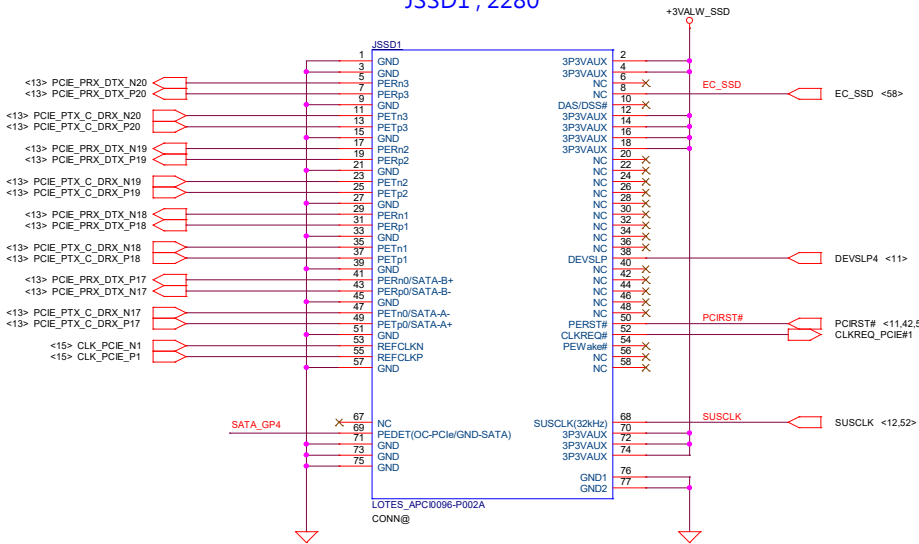 JSSD1 , 2280
+3VALW_SSD
JSSD1
1 GND 3P3VAUX 2
3 GND 3P3VAUX 4
<13> PCIE_PRX_DTX_N20 5 PERn3 NC 6
<13> PCIE_PRX_DTX_P20 7 PERp3 NC 8 EC_SSD EC_SSD <58>
9 GND DAS/DSS# 10
<13> PCIE_PTX_C_DRX_N20 11 PETn3 3P3VAUX 12
<13> PCIE_PTX_C_DRX_P20 13 PETp3 3P3VAUX 14
15 GND 3P3VAUX 16
<13> PCIE_PRX_DTX_N19 17 PERn2 3P3VAUX 18
<13> PCIE_PRX_DTX_P19 19 PERp2 NC 20
21 GND NC 22
<13> PCIE_PTX_C_DRX_N19 23 PETn2 NC 24
<13> PCIE_PTX_C_DRX_P19 25 PETp2 NC 26
27 GND NC 28
<13> PCIE_PRX_DTX_N18 29 PERn1 NC 30
<13> PCIE_PRX_DTX_P18 31 PERp1 NC 32
33 GND NC 34
<13> PCIE_PTX_C_DRX_N18 35 PETn1 NC 36
<13> PCIE_PTX_C_DRX_P18 37 PETp1 DEVSLP 38 DEVSLP4 <11>
39 GND NC 40
<13> PCIE_PRX_DTX_P17 41 PERn0/SATA-B+ NC 42
<13> PCIE_PRX_DTX_N17 43 PERp0/SATA-B- NC 44
45 GND NC 46
<13> PCIE_PTX_C_DRX_N17 47 PETn0/SATA-A- NC 48
<13> PCIE_PTX_C_DRX_P17 49 PETp0/SATA-A+ PERST# 50 PCIRST# PCIRST# <11,42,5
51 GND CLKREQ# 52 CLKREQ_PCIE#1
<15> CLK_PCIE_N1 53 REFCLKN PEWake# 54
<15> CLK_PCIE_P1 55 REFCLKP NC 56
57 GND NC 58
67 NC SUSCLK(32kHz) 68 SUSCLK SUSCLK <12,52>
SATA_GP4 69 PEDET(OC-PCIe/GND-SATA) 3P3VAUX 70
71 GND 3P3VAUX 72
73 GND 3P3VAUX 74
75 GND
GND1 76
GND2 77
LOTES_APCI0096-P002A
CONN@